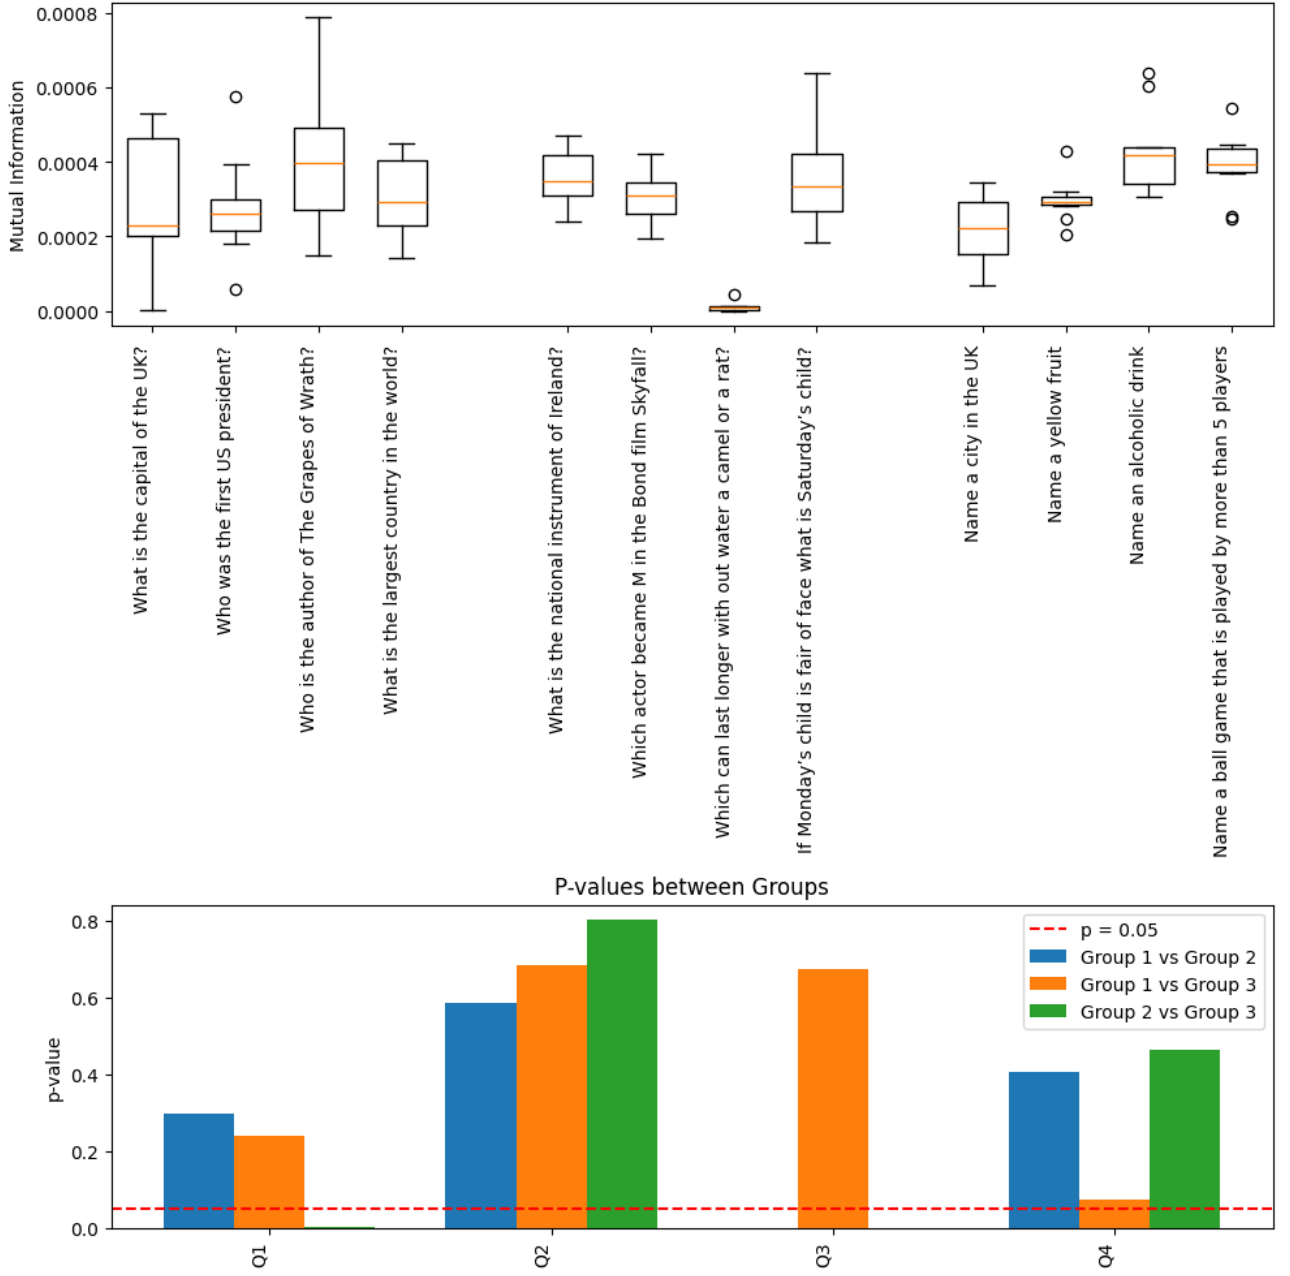 0.0008
0.0006
0.0004
0.0002
0.0000
Mutual Information
What is the capital of the UK?
Who was the first US president?
Who is the author of The Grapes of Wrath?
What is the largest country in the world?
What is the national instrument of Ireland?
Which actor became M in the Bond film Skyfall?
Which can last longer with out water a camel or a rat?
If Monday’s child is fair of face what is Saturday’s child?
Name a city in the UK
Name a yellow fruit
Name an alcoholic drink
Name a ball game that is played by more than 5 players
P-values between Groups
0.8
0.6
0.4
0.2
0.0
p-value
p = 0.05
Group 1 vs Group 2
Group 1 vs Group 3
Group 2 vs Group 3
Q1
Q2
Q3
Q4